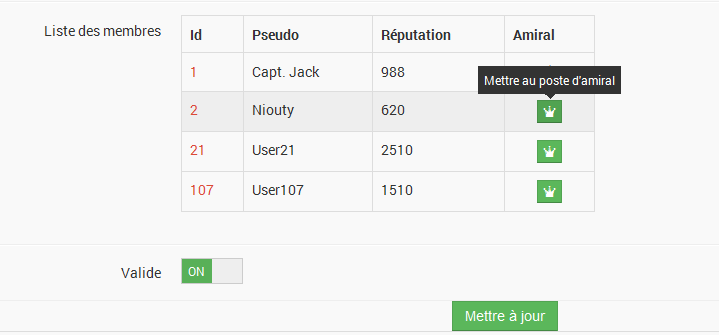 Liste des membres
Id Pseudo Réputation Amiral
1 Capt. Jack 988
Mettre au poste d'amiral
2 Niouty 620
21 User21 2510
107 User107 1510
Valide ON
Mettre à jour